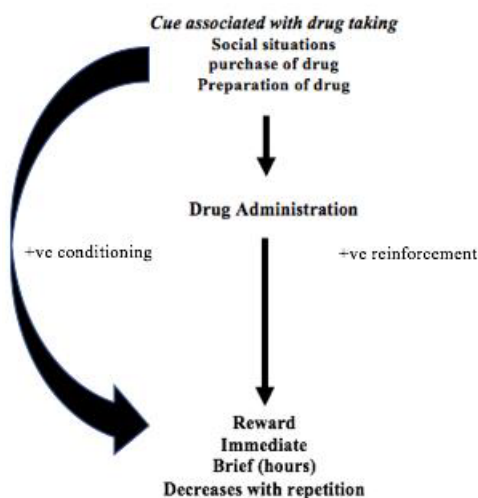 Cue associated with drug taking
Social situations
purchase of drug
Preparation of drug
Drug Administration
+ve conditioning
+ve reinforcement
Reward
Immediate
Brief (hours)
Decreases with repetition